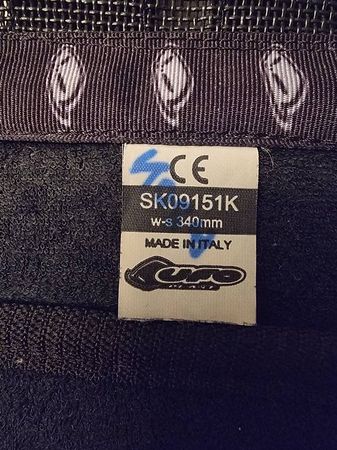 CE
SK09151K
w-s 340mm
MADE IN ITALY
UFO